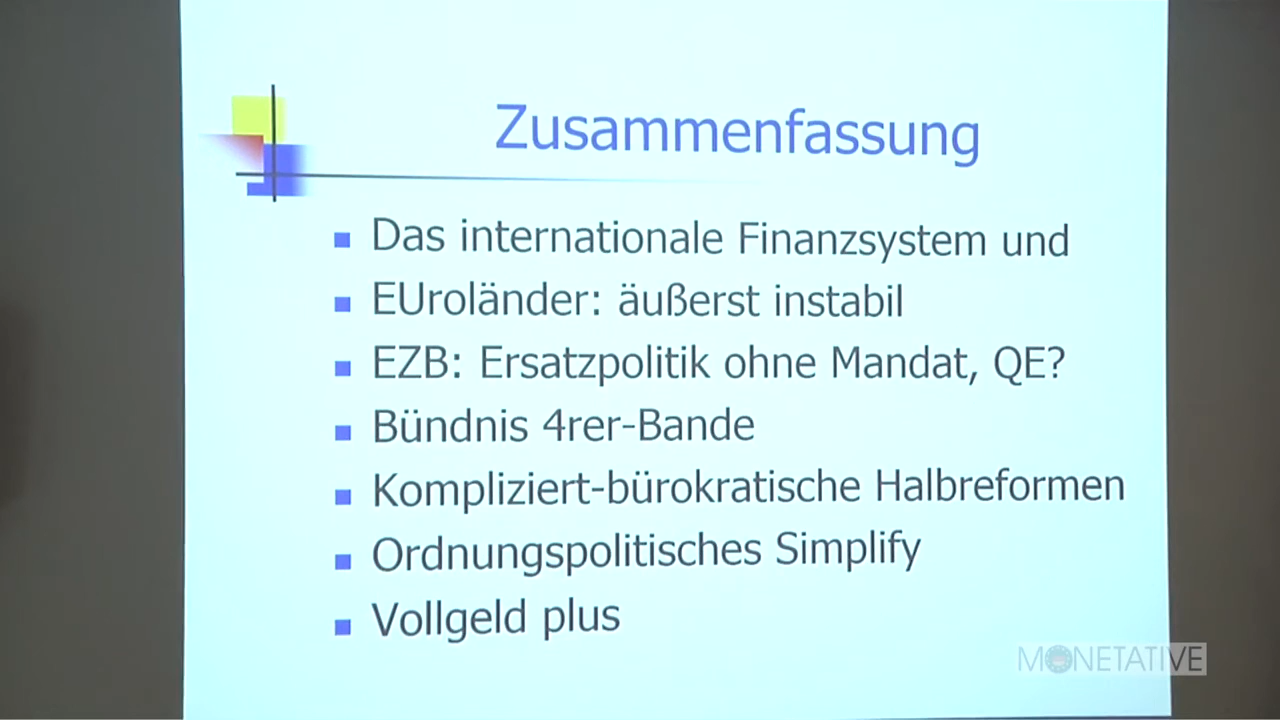 Zusammenfassung
Das internationale Finanzsystem und
EUroländer: äußerst instabil
EZB: Ersatzpolitik ohne Mandat, QE?
Bündnis 4rer-Bande
Kompliziert-bürokratische Halbreformen
Ordnungspolitisches Simplify
Vollgeld plus
MONETATIVE